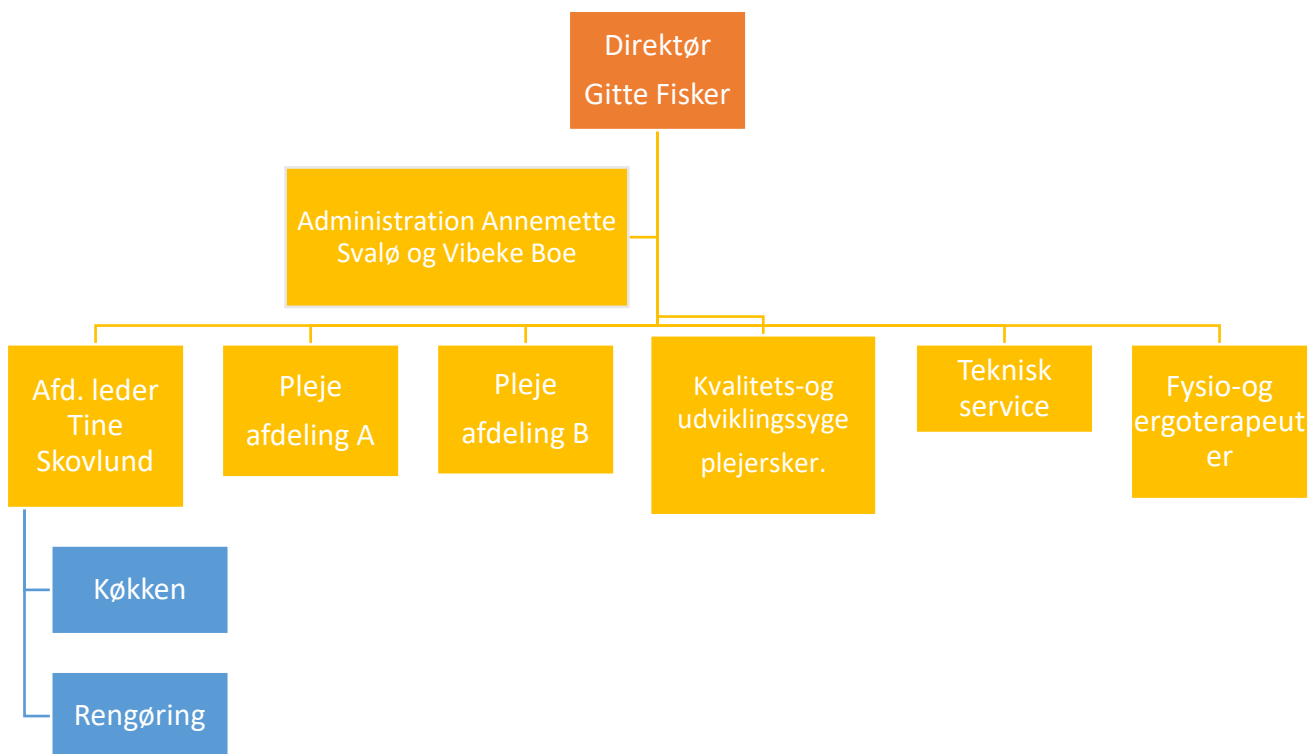 Direktør
Gitte Fisker
Administration Annemette
Svalø og Vibeke Boe
Afd. leder
Tine
Skovlund
Pleje
afdeling A
Pleje
afdeling B
Kvalitets-og
udviklingssyge
plejersker.
Teknisk
service
Fysio-og
ergoterapeut
er
Køkken
Rengøring